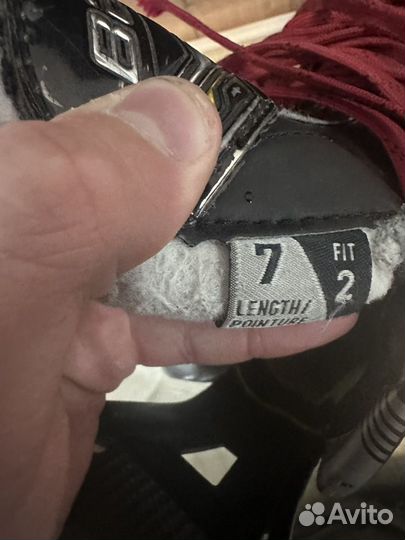 7
LENGTH/
POINTURE
FIT
2
Avito